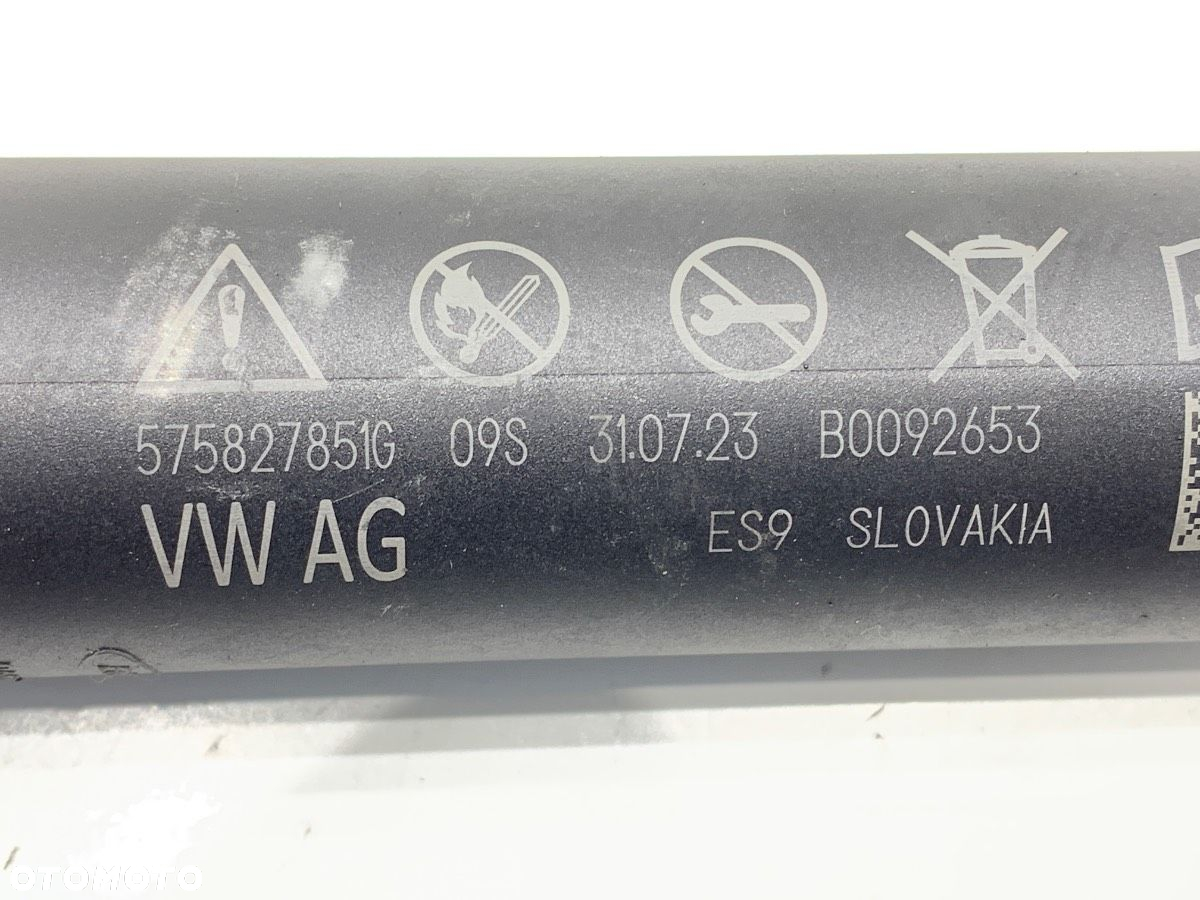 575827851G 09S 31.07.23 B0092653
VW AG ES9 SLOVAKIA
OTOMOTO